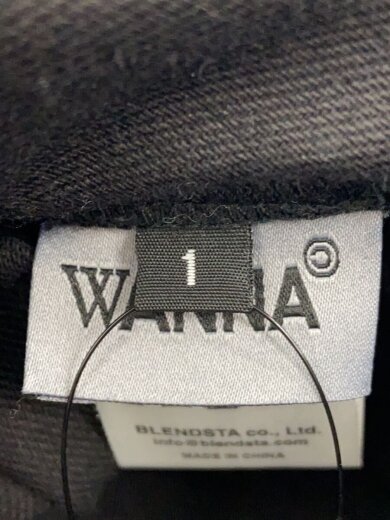 WANNA©
1
BLENDSTA co., Ltd.
info@blendsta.com
MADE IN CHINA